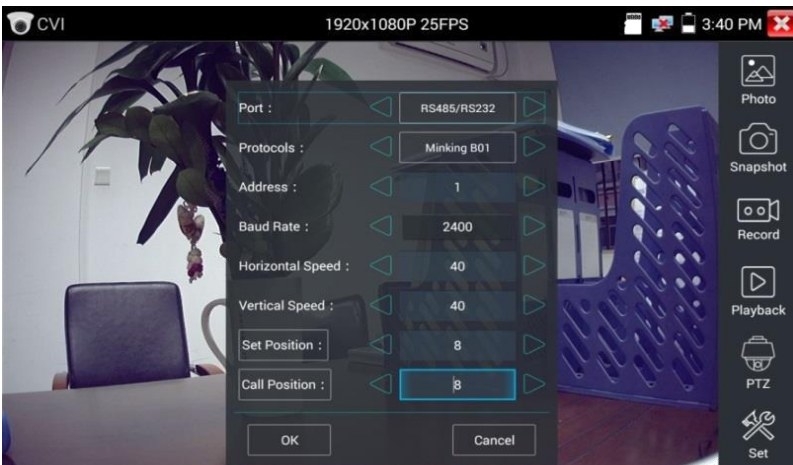 CVI 1920x1080P 25FPS 3:40 PM
Port : RS485/RS232
Protocols : Minking B01
Address : 1
Baud Rate : 2400
Horizontal Speed : 40
Vertical Speed : 40
Set Position : 8
Call Position : 8
OK Cancel
Photo
Snapshot
Record
Playback
PTZ
Set